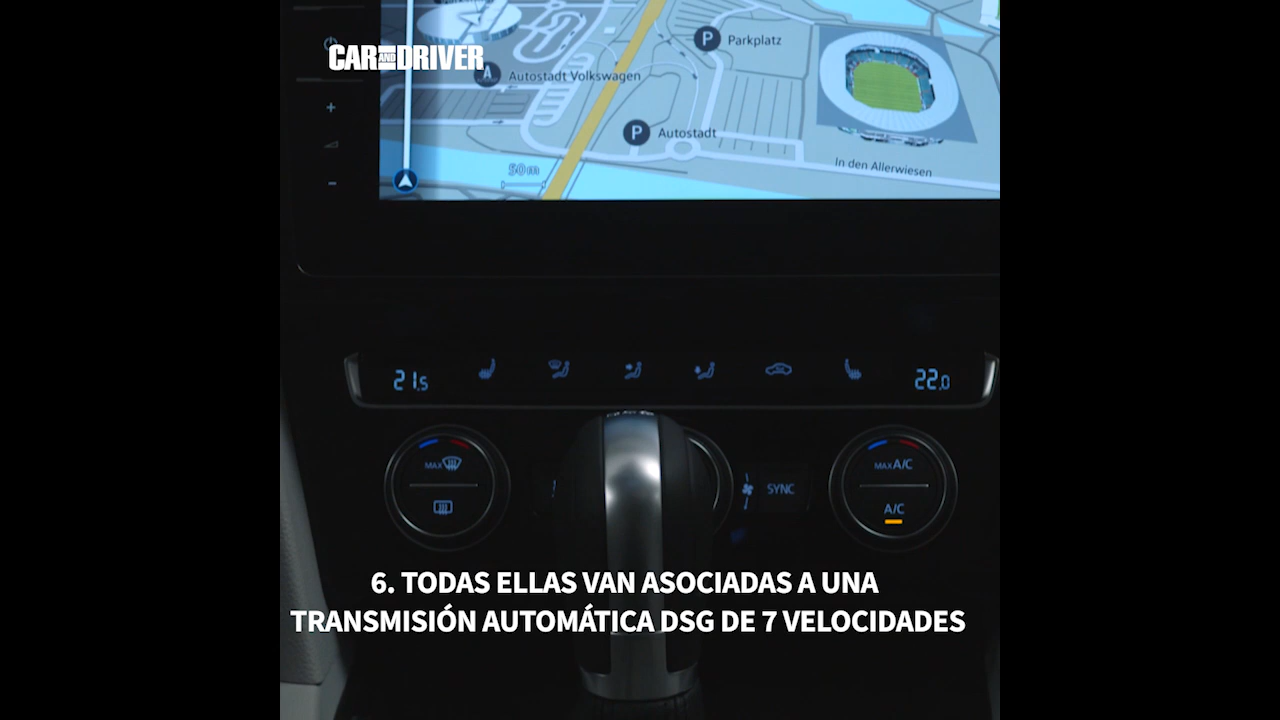 CAR AND DRIVER
P Parkplatz
A Autostadt Volkswagen
P Autostadt
In den Allerwiesen
50 m
21.5
22.0
MAX
SYNC
MAX A/C
A/C
6. TODAS ELLAS VAN ASOCIADAS A UNA
TRANSMISIÓN AUTOMÁTICA DSG DE 7 VELOCIDADES